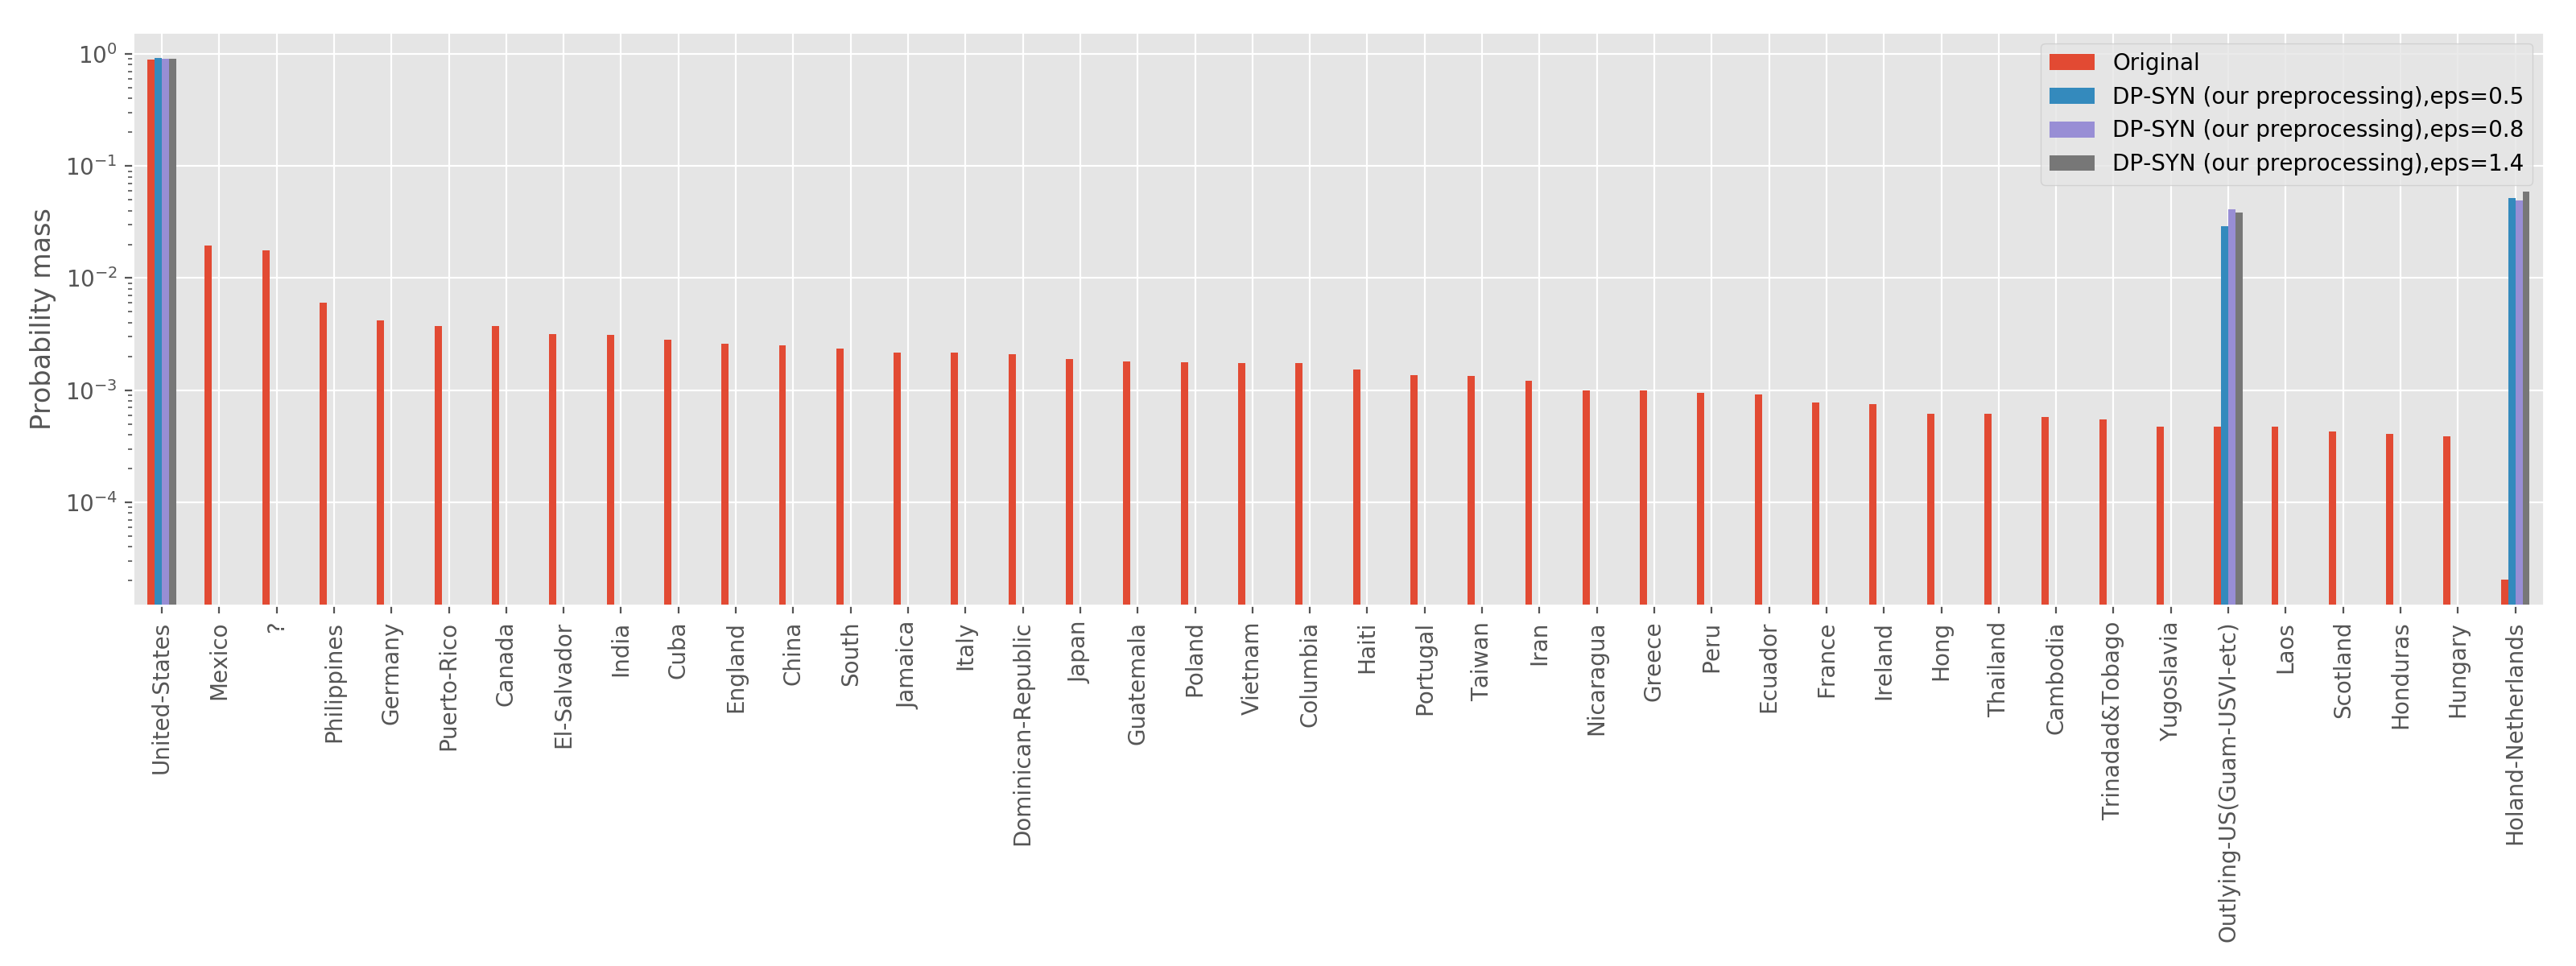 Probability mass
10⁰
10⁻¹
10⁻²
10⁻³
10⁻⁴
Original
DP-SYN (our preprocessing),eps=0.5
DP-SYN (our preprocessing),eps=0.8
DP-SYN (our preprocessing),eps=1.4
United-States
Mexico
?
Philippines
Germany
Puerto-Rico
Canada
El-Salvador
India
Cuba
England
China
South
Jamaica
Italy
Dominican-Republic
Japan
Guatemala
Poland
Vietnam
Columbia
Haiti
Portugal
Taiwan
Iran
Nicaragua
Greece
Peru
Ecuador
France
Ireland
Hong
Thailand
Cambodia
Trinadad&Tobago
Yugoslavia
Outlying-US(Guam-USVI-etc)
Laos
Scotland
Honduras
Hungary
Holand-Netherlands